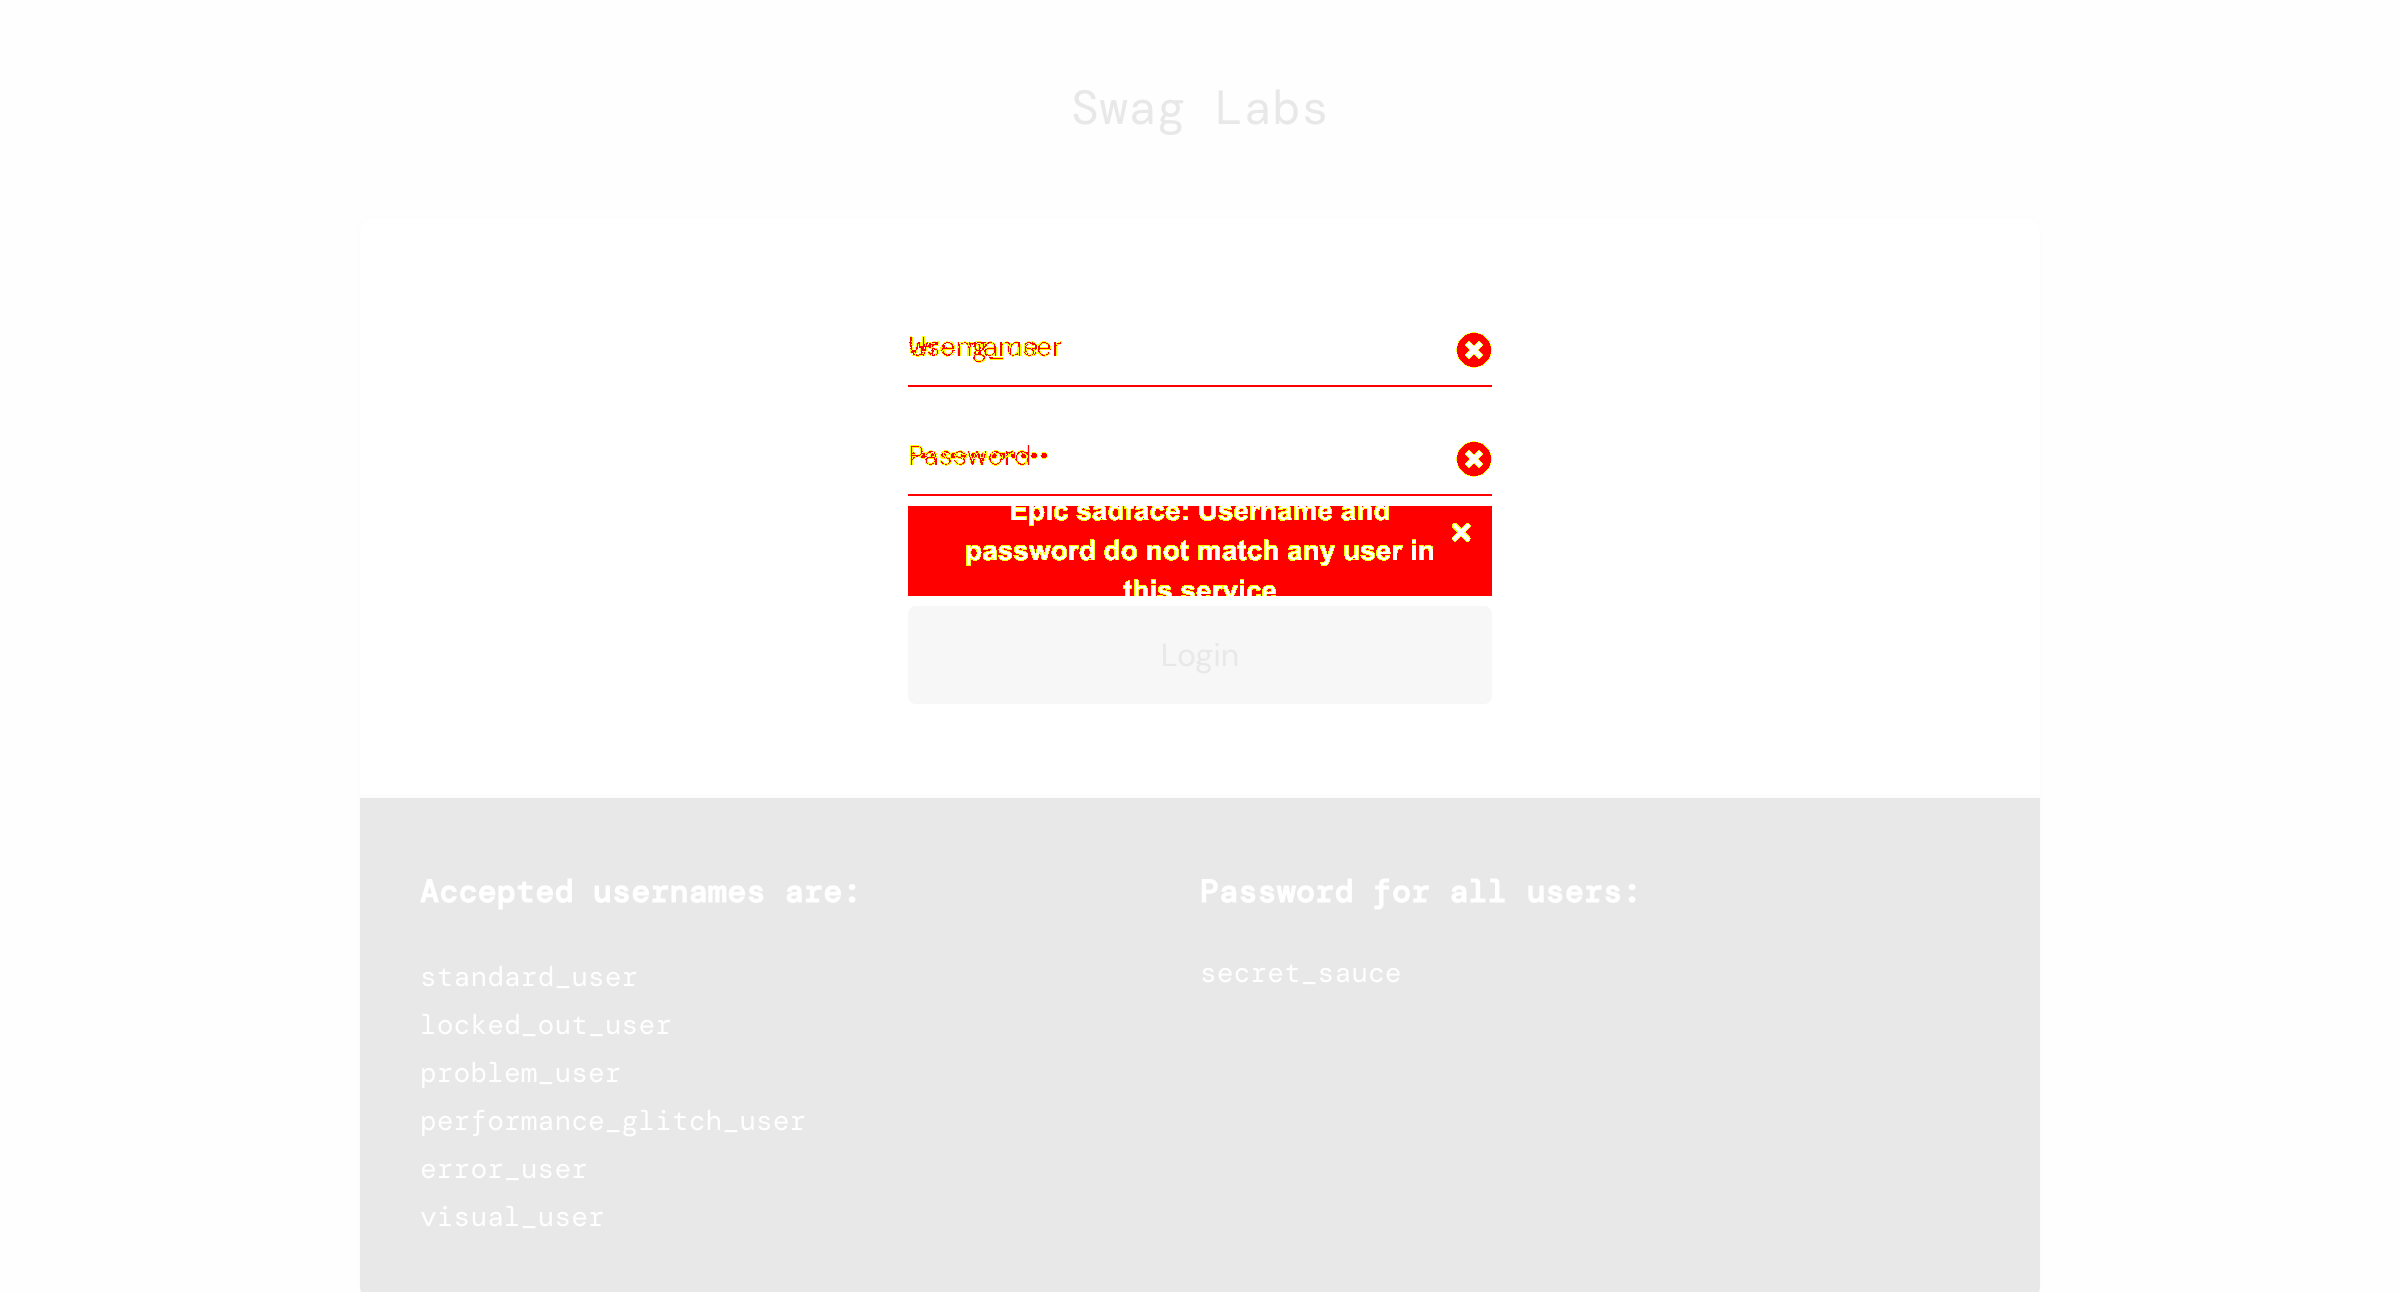 Swag Labs
Password
Epic sadface: Username and
password do not match any user in
this service
Login
Accepted usernames are:
Password for all users:
standard_user
secret_sauce
locked_out_user
problem_user
performance_glitch_user
error_user
visual_user